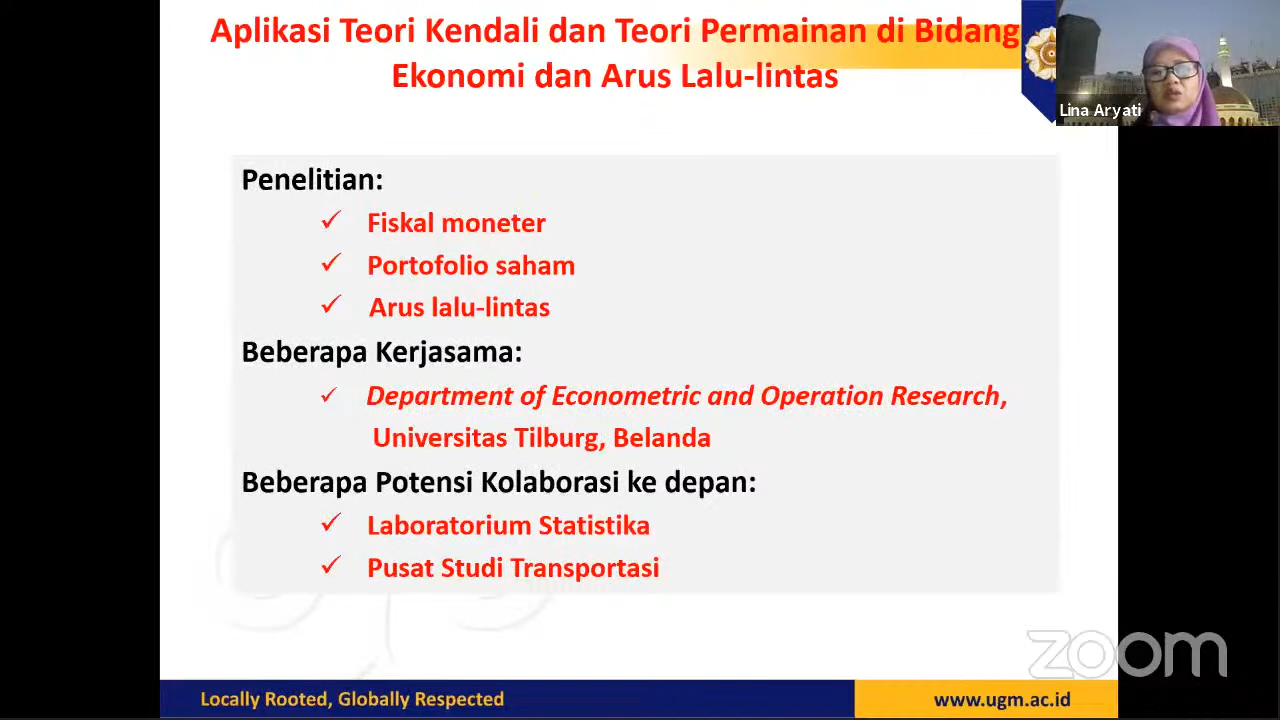 Aplikasi Teori Kendali dan Teori Permainan di Bidang
Ekonomi dan Arus Lalu-lintas
Lina Aryati
Penelitian:
✓ Fiskal moneter
✓ Portofolio saham
✓ Arus lalu-lintas
Beberapa Kerjasama:
✓ Department of Econometric and Operation Research,
Universitas Tilburg, Belanda
Beberapa Potensi Kolaborasi ke depan:
✓ Laboratorium Statistika
✓ Pusat Studi Transportasi
zoom
Locally Rooted, Globally Respected
www.ugm.ac.id